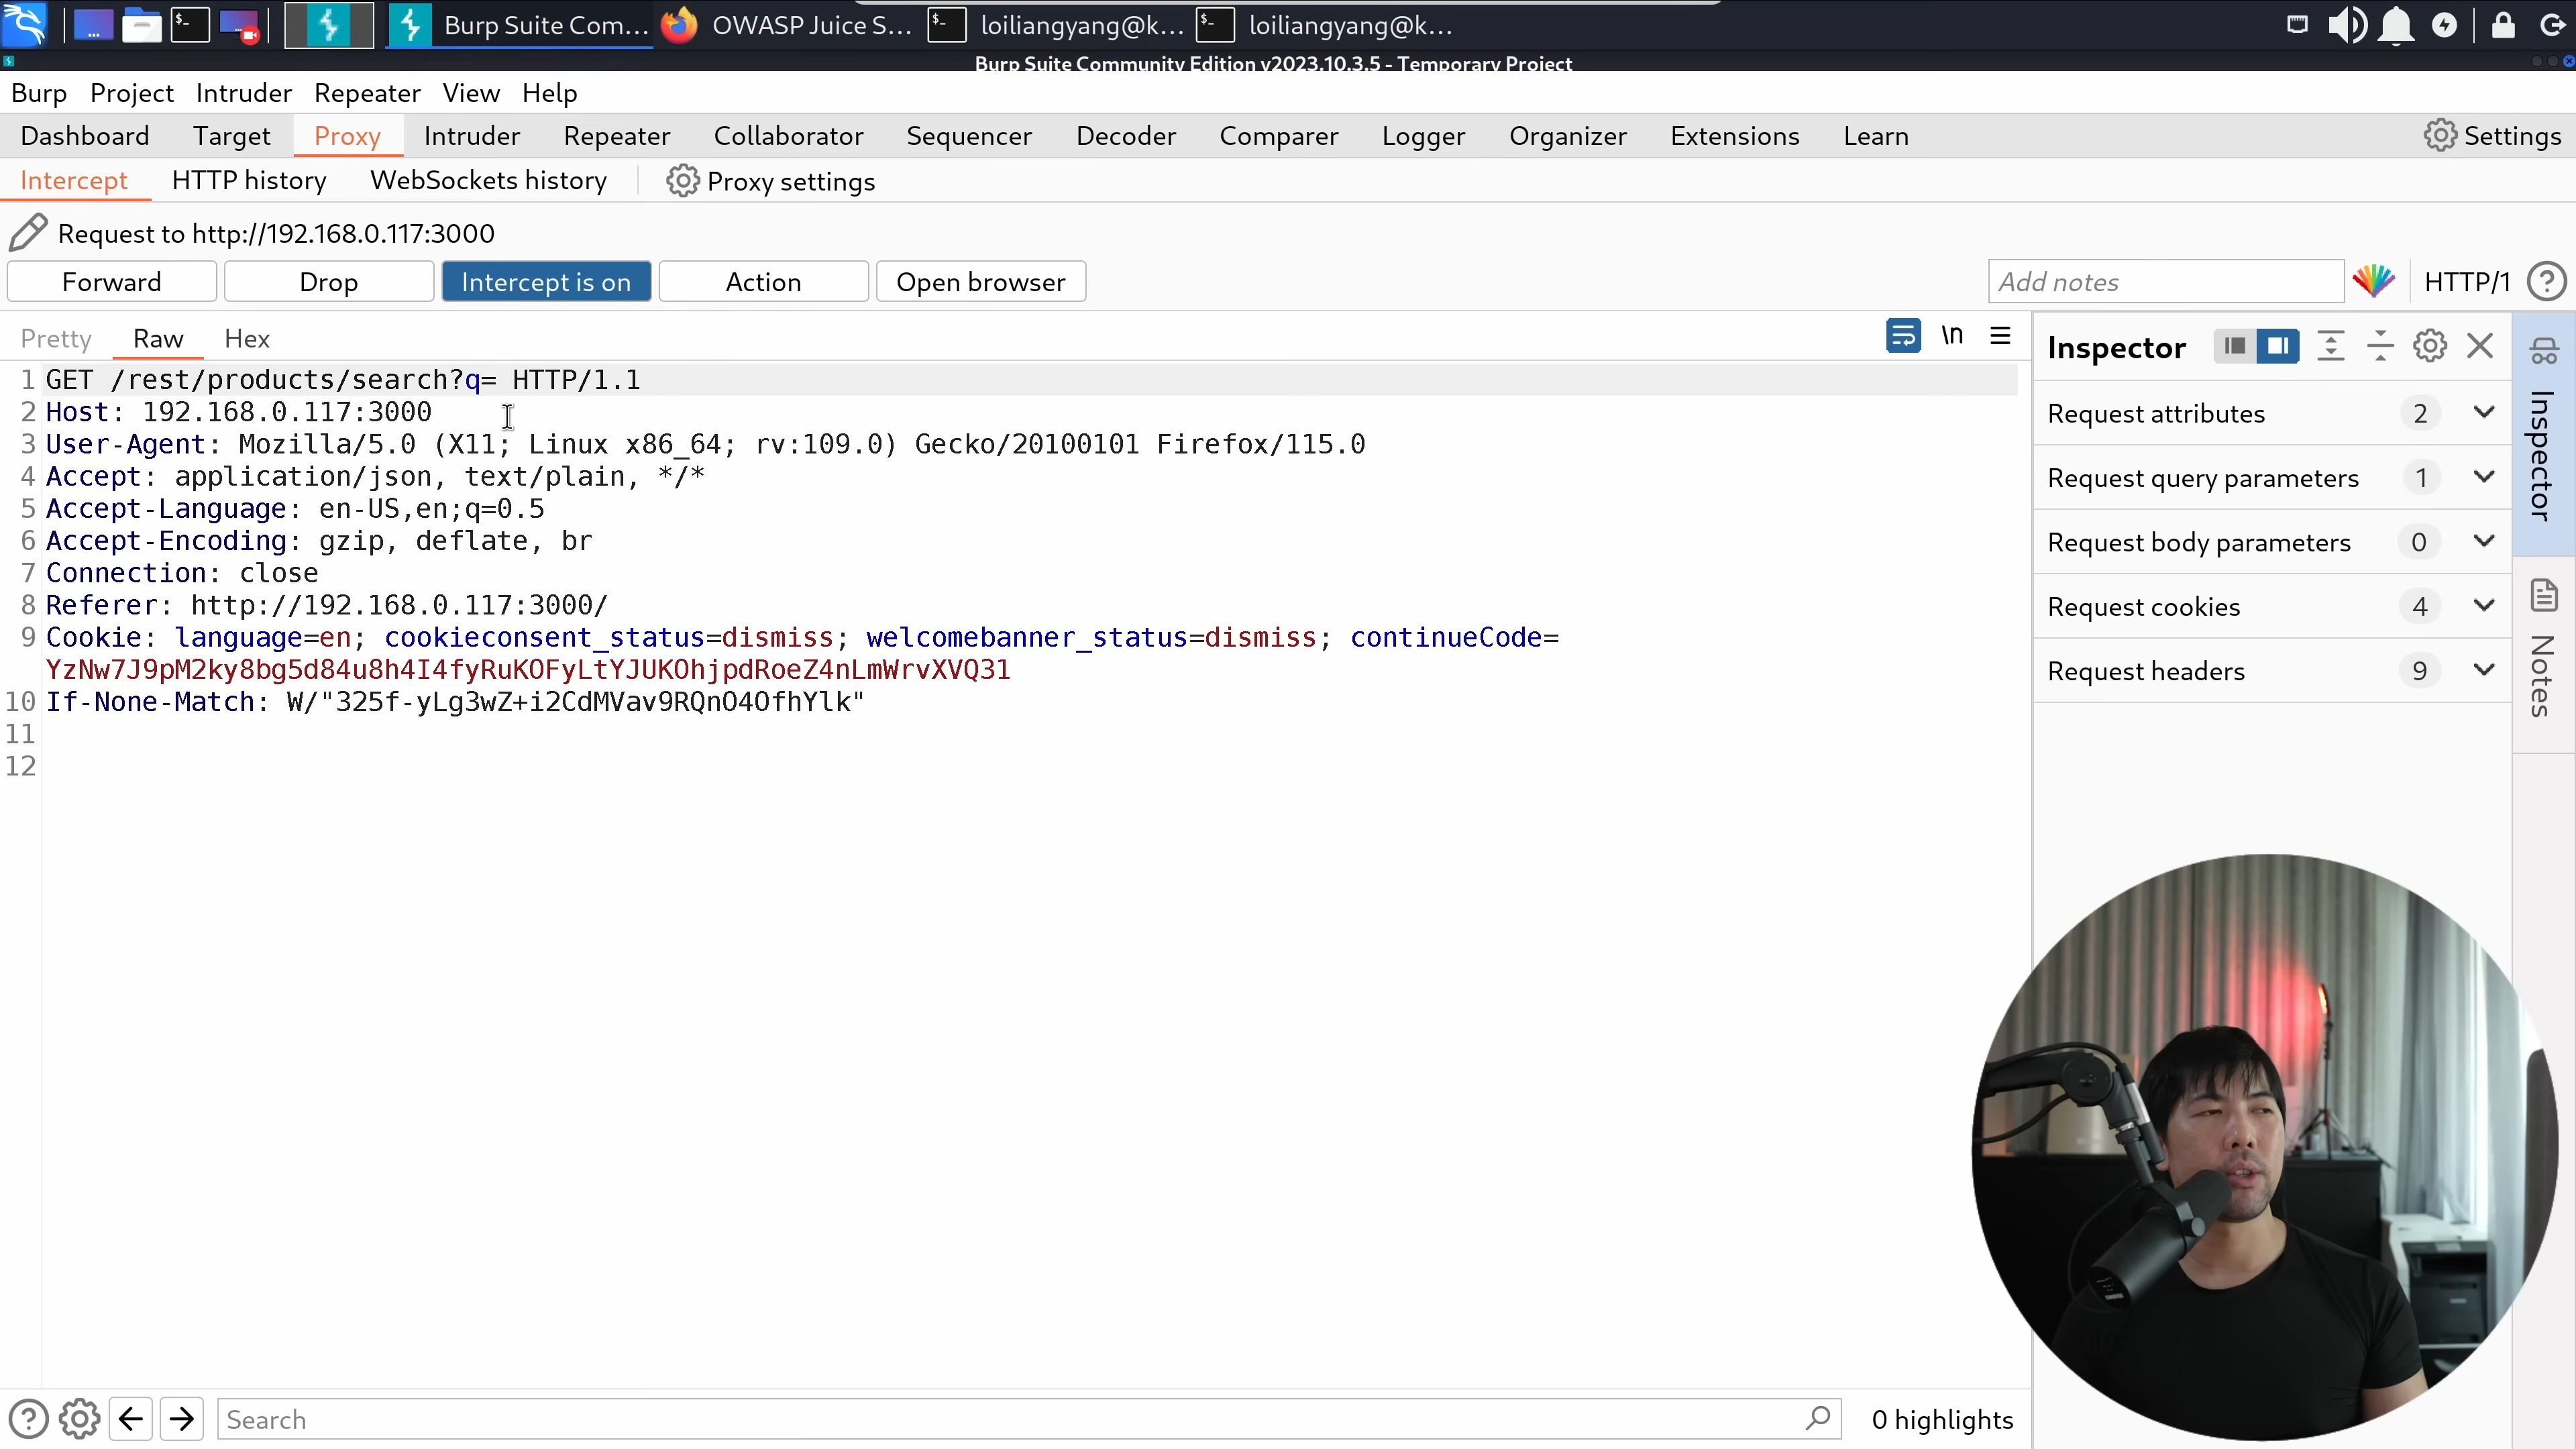 Burp Suite Com... OWASP Juice S... loiliangyang@k... loiliangyang@k...
Burp Suite Community Edition v2023.10.3.5 - Temporary Project
Burp Project Intruder Repeater View Help
Dashboard Target Proxy Intruder Repeater Collaborator Sequencer Decoder Comparer Logger Organizer Extensions Learn Settings
Intercept HTTP history WebSockets history Proxy settings
Request to http://192.168.0.117:3000
Forward Drop Intercept is on Action Open browser Add notes HTTP/1 ?
Pretty Raw Hex \n
1 GET /rest/products/search?q= HTTP/1.1
2 Host: 192.168.0.117:3000
3 User-Agent: Mozilla/5.0 (X11; Linux x86_64; rv:109.0) Gecko/20100101 Firefox/115.0
4 Accept: application/json, text/plain, */*
5 Accept-Language: en-US,en;q=0.5
6 Accept-Encoding: gzip, deflate, br
7 Connection: close
8 Referer: http://192.168.0.117:3000/
9 Cookie: language=en; cookieconsent_status=dismiss; welcomebanner_status=dismiss; continueCode=
YzNw7J9pM2ky8bg5d84u8h4I4fyRuKOFyLtYJUKOhjpdRoeZ4nLmWrvXVQ31
10 If-None-Match: W/"325f-yLg3wZ+i2CdMVav9RQnO4OfhYlk"
11
12
Inspector
Request attributes 2
Request query parameters 1
Request body parameters 0
Request cookies 4
Request headers 9
Inspector
Notes
? Search 0 highlights